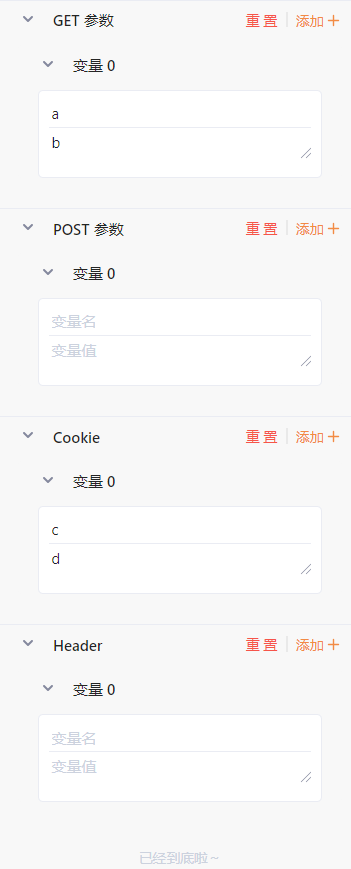 GET 参数 重 置 添加
变量 0
a
b
POST 参数 重 置 添加
变量 0
变量名
变量值
Cookie 重 置 添加
变量 0
c
d
Header 重 置 添加
变量 0
变量名
变量值
已经到底啦~